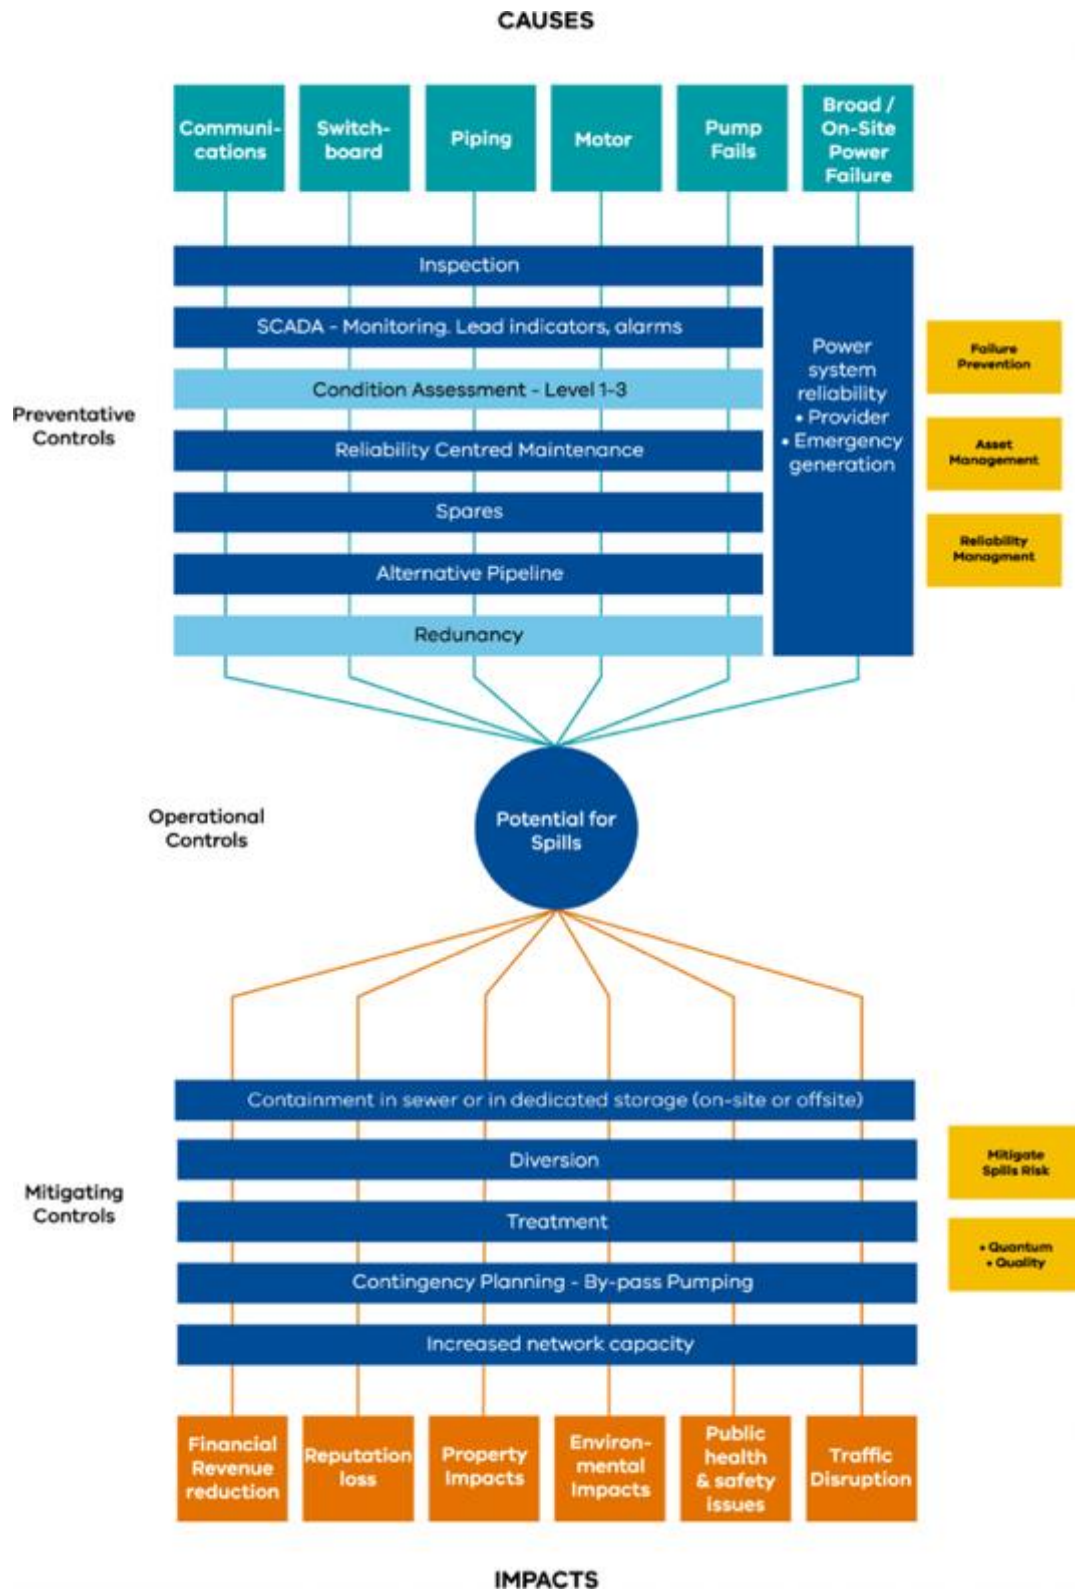 CAUSES
Communi-
cations
Switch-
board
Piping
Motor
Pump
Fails
Broad /
On-Site
Power
Failure
Preventative
Controls
Inspection
SCADA - Monitoring. Lead indicators, alarms
Condition Assessment - Level 1-3
Reliability Centred Maintenance
Spares
Alternative Pipeline
Redunancy
Power
system
reliability
• Provider
• Emergency
generation
Failure
Prevention
Asset
Management
Reliability
Managment
Operational
Controls
Potential for
Spills
Mitigating
Controls
Containment in sewer or in dedicated storage (on-site or offsite)
Diversion
Treatment
Contingency Planning - By-pass Pumping
Increased network capacity
Mitigate
Spills Risk
• Quantum
• Quality
Financial
Revenue
reduction
Reputation
loss
Property
Impacts
Environ-
mental
Impacts
Public
health
& safety
issues
Traffic
Disruption
IMPACTS